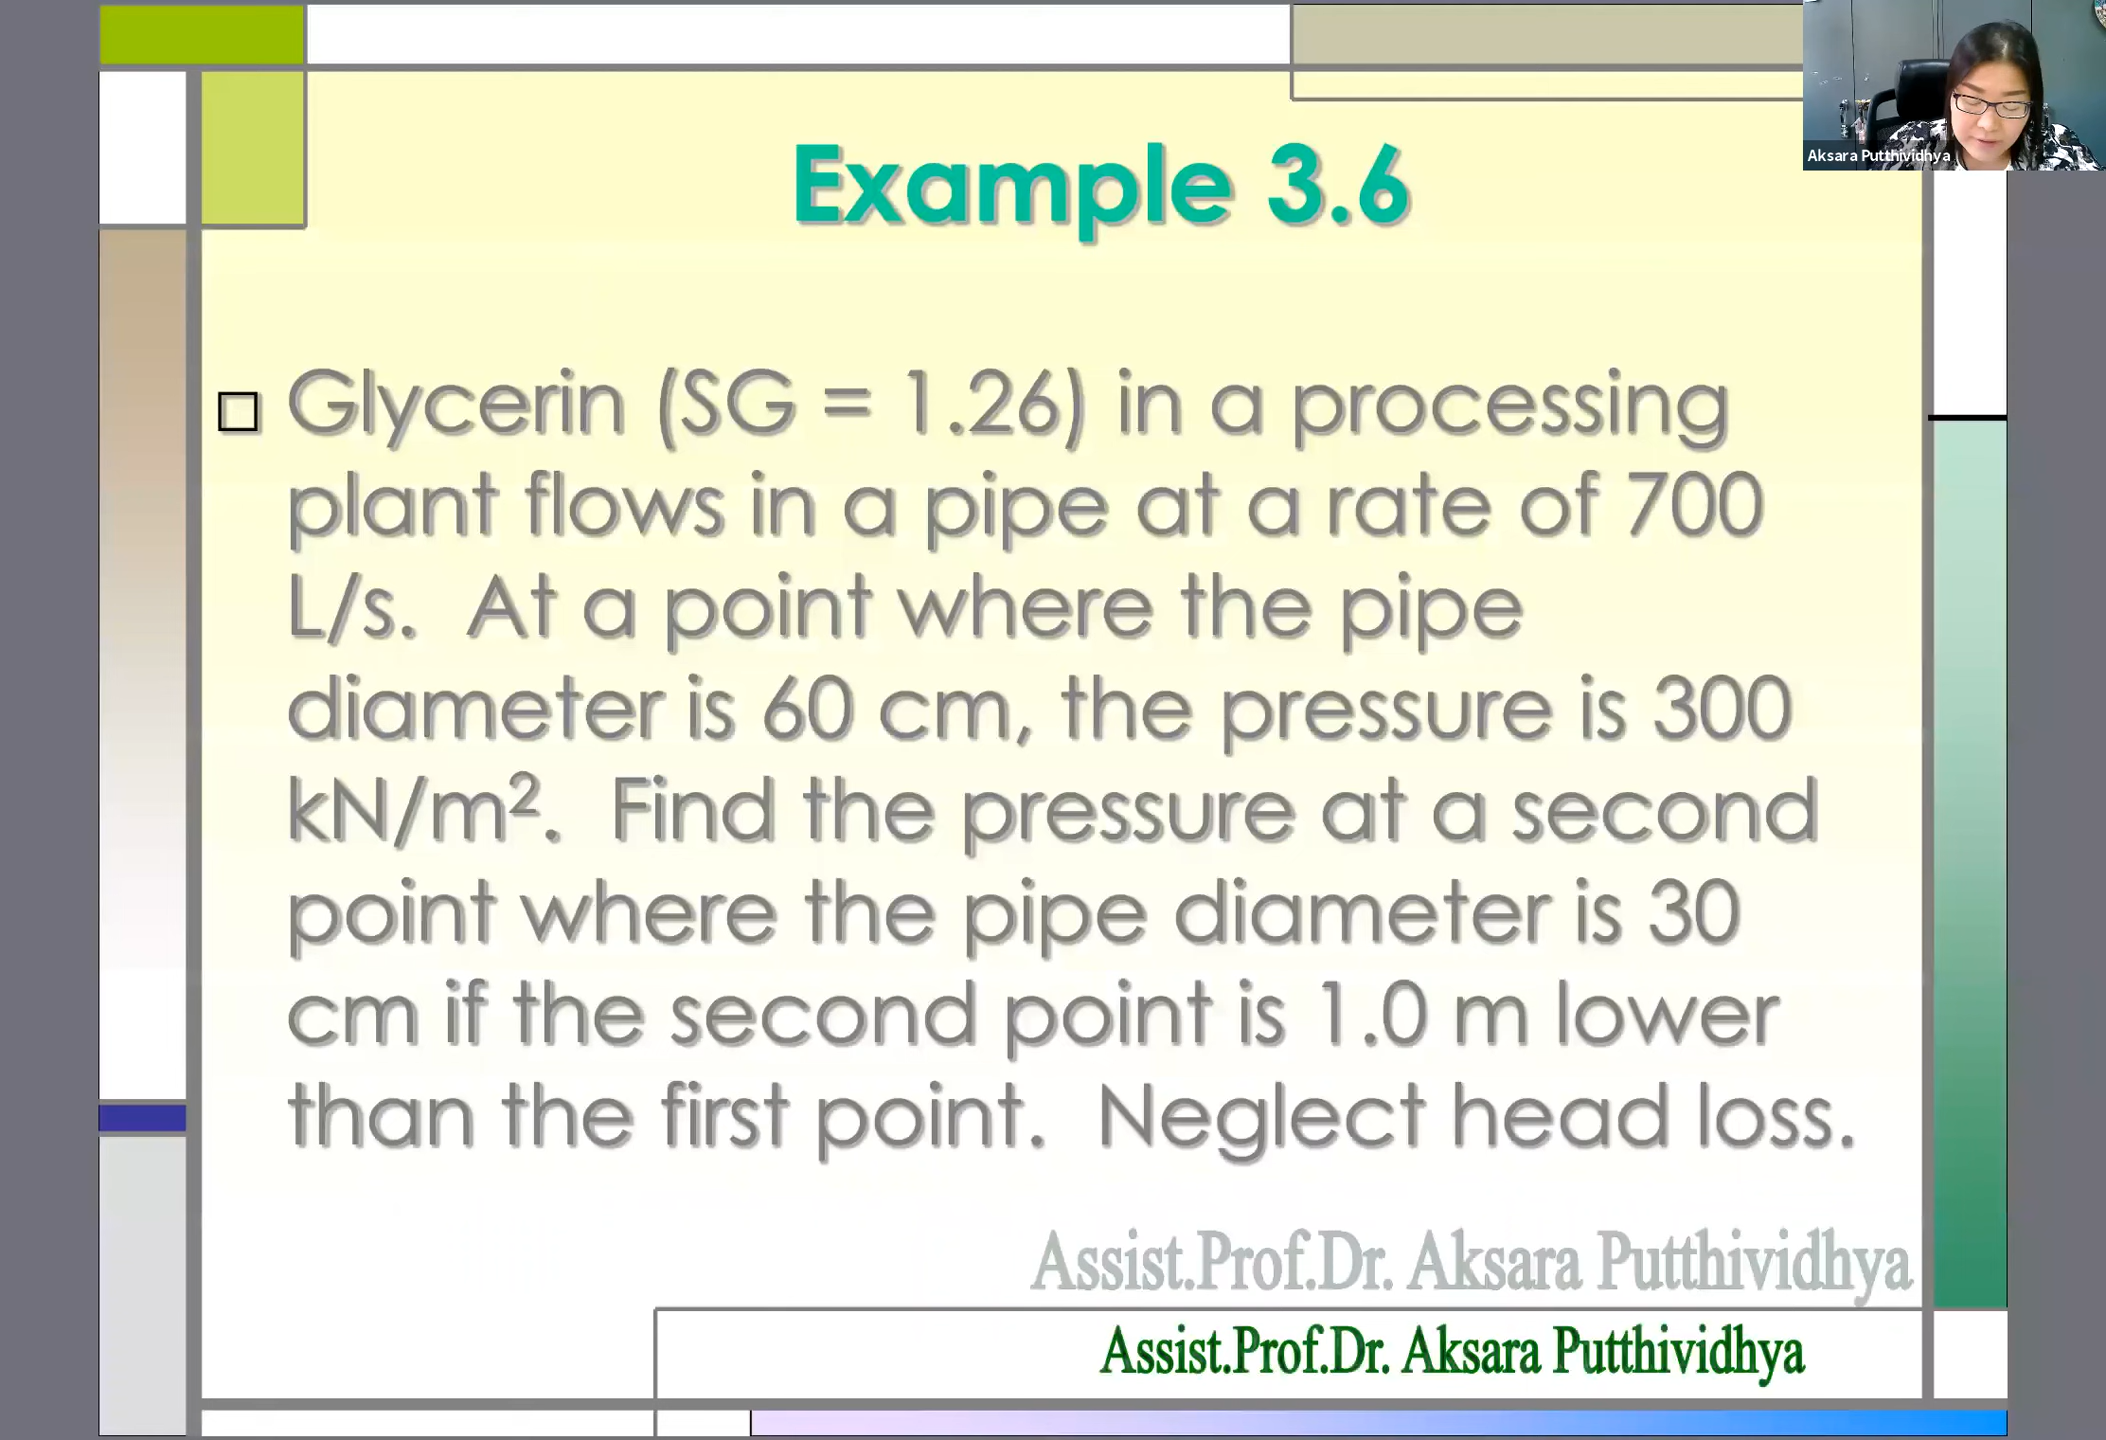 Aksara Putthividhya
Example 3.6
Glycerin (SG = 1.26) in a processing
plant flows in a pipe at a rate of 700
L/s.  At a point where the pipe
diameter is 60 cm, the pressure is 300
kN/m².  Find the pressure at a second
point where the pipe diameter is 30
cm if the second point is 1.0 m lower
than the first point.  Neglect head loss.
Assist.Prof.Dr. Aksara Putthividhya
Assist.Prof.Dr. Aksara Putthividhya